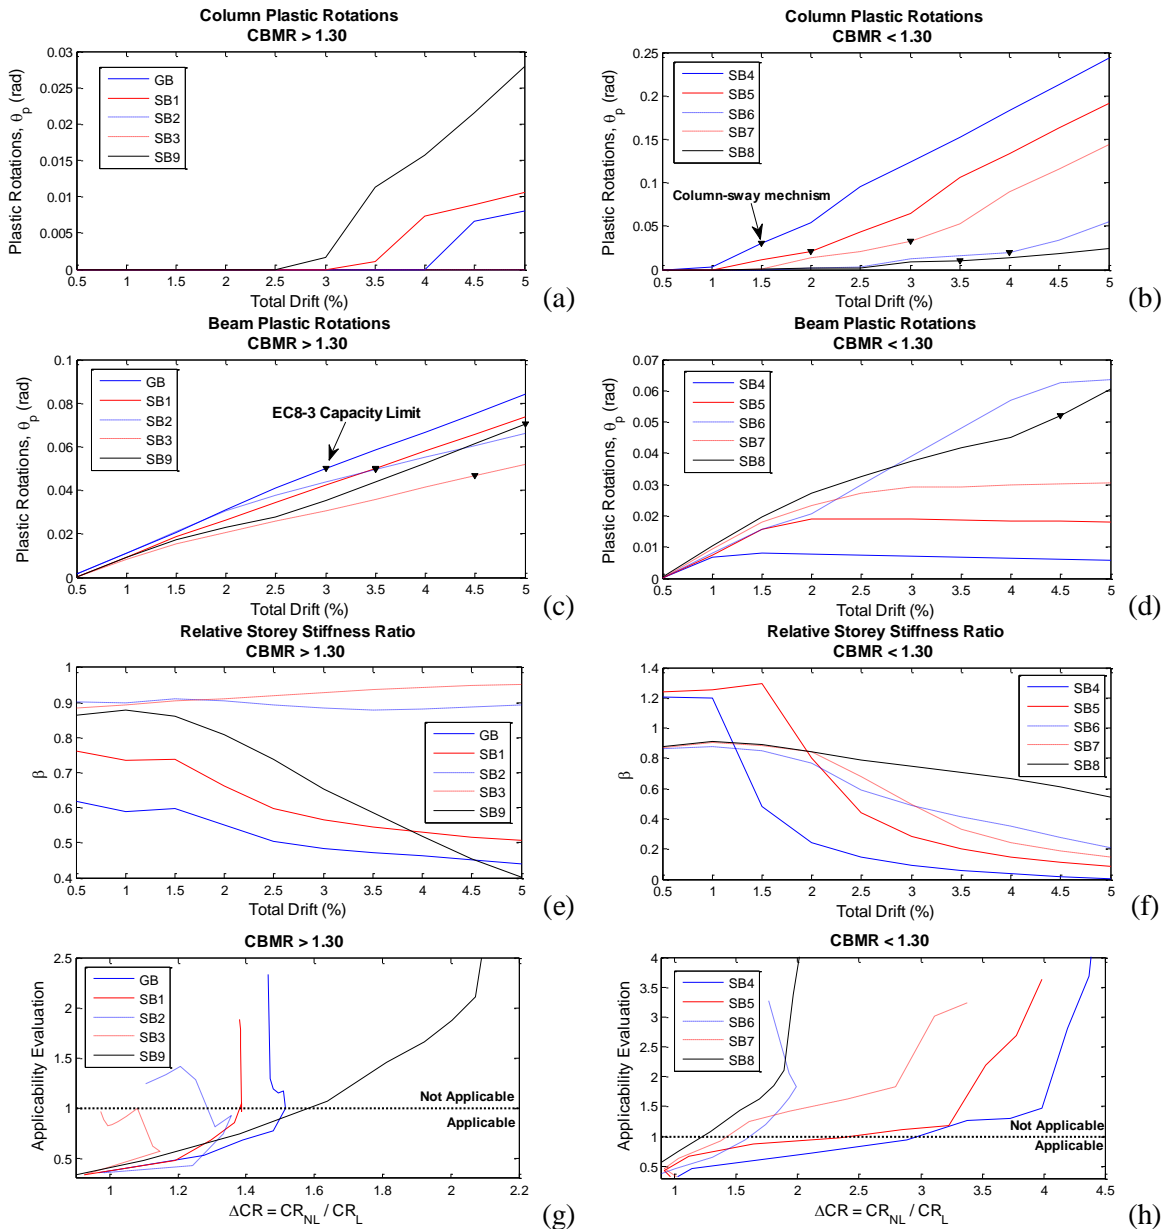 Column Plastic Rotations
CBMR > 1.30
Plastic Rotations, θp (rad)
0.03
0.025
0.02
0.015
0.01
0.005
0
GB
SB1
SB2
SB3
SB9
0.5 1 1.5 2 2.5 3 3.5 4 4.5 5
Total Drift (%)
(a)
Column Plastic Rotations
CBMR < 1.30
Plastic Rotations, θp (rad)
0.25
0.2
0.15
0.1
0.05
0
SB4
SB5
SB6
SB7
SB8
Column-sway mechnism
0.5 1 1.5 2 2.5 3 3.5 4 4.5 5
Total Drift (%)
(b)
Beam Plastic Rotations
CBMR > 1.30
Plastic Rotations, θp (rad)
0.1
0.08
0.06
0.04
0.02
0
GB
SB1
SB2
SB3
SB9
EC8-3 Capacity Limit
0.5 1 1.5 2 2.5 3 3.5 4 4.5 5
Total Drift (%)
(c)
Beam Plastic Rotations
CBMR < 1.30
Plastic Rotations, θp (rad)
0.07
0.06
0.05
0.04
0.03
0.02
0.01
0
SB4
SB5
SB6
SB7
SB8
0.5 1 1.5 2 2.5 3 3.5 4 4.5 5
Total Drift (%)
(d)
Relative Storey Stiffness Ratio
CBMR > 1.30
β
1
0.9
0.8
0.7
0.6
0.5
0.4
GB
SB1
SB2
SB3
SB9
0.5 1 1.5 2 2.5 3 3.5 4 4.5 5
Total Drift (%)
(e)
Relative Storey Stiffness Ratio
CBMR < 1.30
β
1.4
1.2
1
0.8
0.6
0.4
0.2
0
SB4
SB5
SB6
SB7
SB8
0.5 1 1.5 2 2.5 3 3.5 4 4.5 5
Total Drift (%)
(f)
CBMR > 1.30
Applicability Evaluation
2.5
2
1.5
1
0.5
GB
SB1
SB2
SB3
SB9
Not Applicable
Applicable
1 1.2 1.4 1.6 1.8 2 2.2
ΔCR = CRNL / CRL
(g)
CBMR < 1.30
Applicability Evaluation
4
3.5
3
2.5
2
1.5
1
0.5
SB4
SB5
SB6
SB7
SB8
Not Applicable
Applicable
1 1.5 2 2.5 3 3.5 4 4.5
ΔCR = CRNL / CRL
(h)